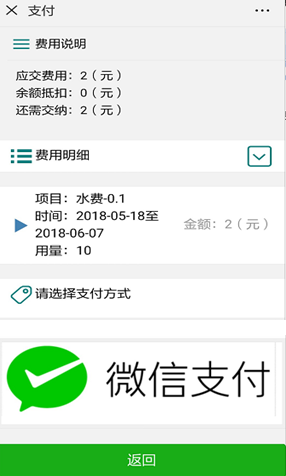 支付
费用说明
应交费用：2（元）
余额抵扣：0（元）
还需交纳：2（元）
费用明细
项目：水费-0.1
时间：2018-05-18至
2018-06-07
用量：10
金额：2（元）
请选择支付方式
微信支付
返回